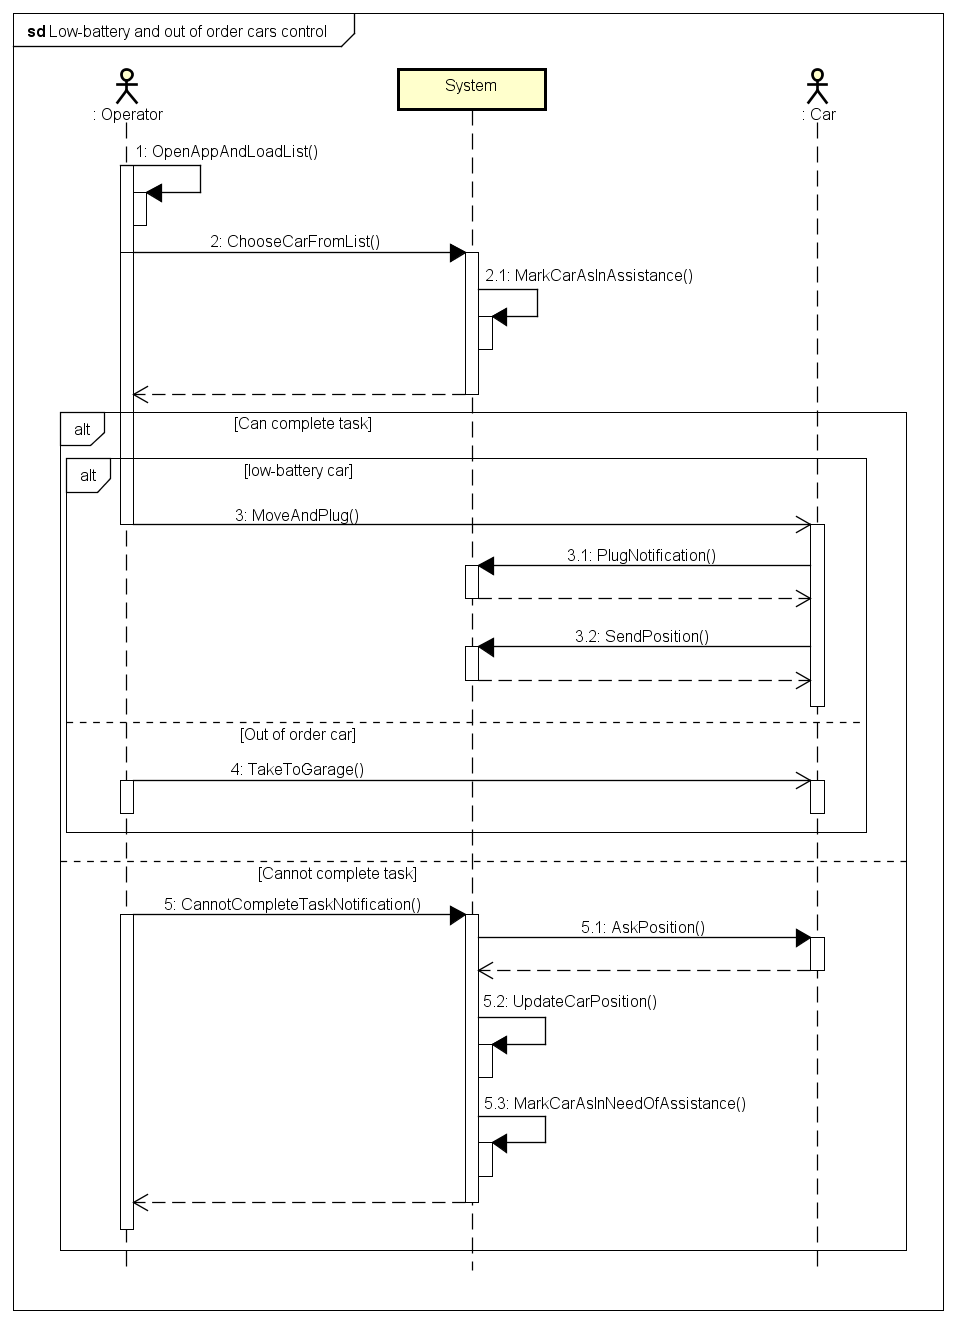 sd Low-battery and out of order cars control
System
: Operator
: Car
1: OpenAppAndLoadList()
2: ChooseCarFromList()
2.1: MarkCarAsInAssistance()
alt
[Can complete task]
alt
[low-battery car]
3: MoveAndPlug()
3.1: PlugNotification()
3.2: SendPosition()
[Out of order car]
4: TakeToGarage()
[Cannot complete task]
5: CannotCompleteTaskNotification()
5.1: AskPosition()
5.2: UpdateCarPosition()
5.3: MarkCarAsInNeedOfAssistance()